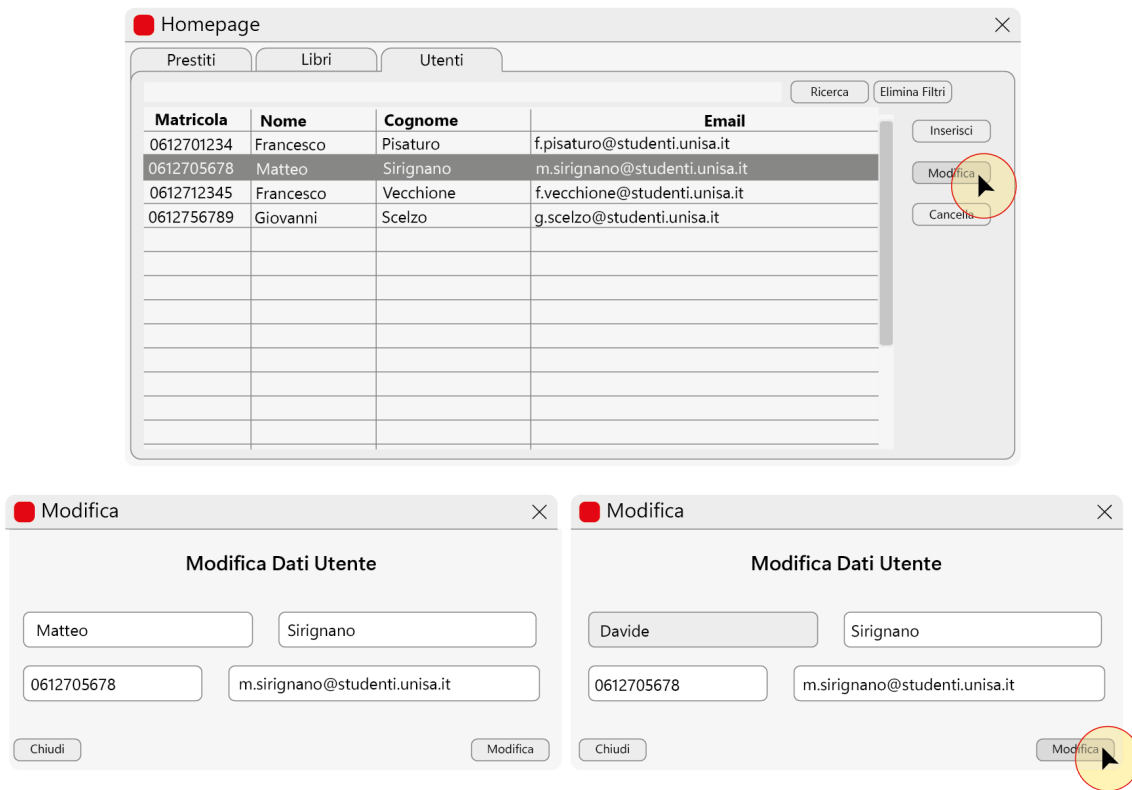 Homepage
Prestiti Libri Utenti
Ricerca Elimina Filtri
Matricola Nome Cognome Email
0612701234 Francesco Pisaturo f.pisaturo@studenti.unisa.it
0612705678 Matteo Sirignano m.sirignano@studenti.unisa.it
0612712345 Francesco Vecchione f.vecchione@studenti.unisa.it
0612756789 Giovanni Scelzo g.scelzo@studenti.unisa.it
Inserisci
Modifica
Cancella
Modifica
Modifica Dati Utente
Matteo Sirignano
0612705678 m.sirignano@studenti.unisa.it
Chiudi Modifica
Modifica
Modifica Dati Utente
Davide Sirignano
0612705678 m.sirignano@studenti.unisa.it
Chiudi Modifica